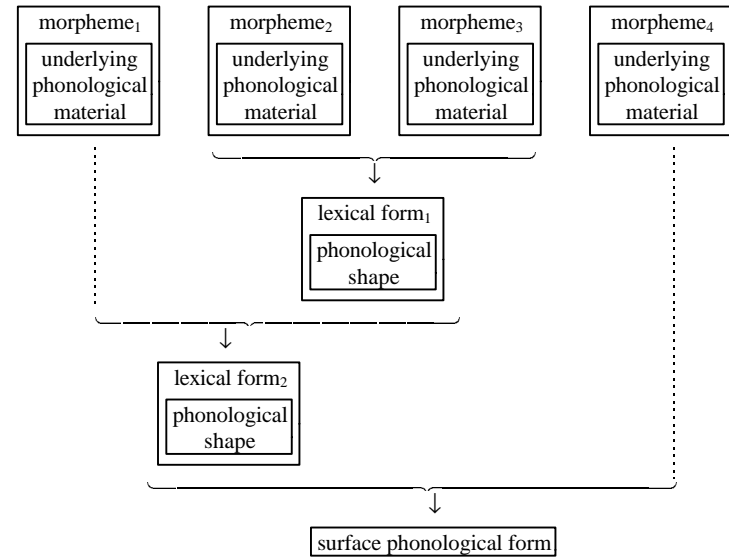 morpheme₁ morpheme₂ morpheme₃ morpheme₄
underlying underlying underlying underlying
phonological phonological phonological phonological
material material material material
lexical form₁
phonological
shape
lexical form₂
phonological
shape
surface phonological form